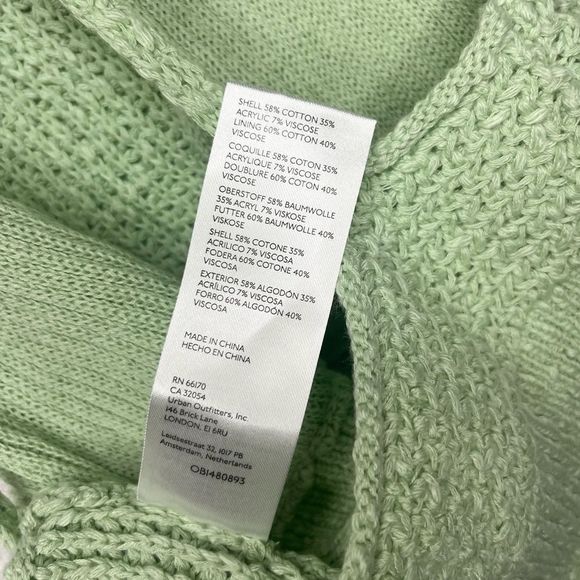 SHELL 58% COTTON 35%
ACRYLIC 7% VISCOSE
LINING 60% COTTON 40%
VISCOSE
COQUILLE 58% COTON 35%
ACRYLIQUE 7% VISCOSE
DOUBLURE 60% COTON 40%
VISCOSE
OBERSTOFF 58% BAUMWOLLE
35% ACRYL 7% VISKOSE
FUTTER 60% BAUMWOLLE 40%
VISKOSE
SHELL 58% COTONE 35%
ACRILICO 7% VISCOSA
FODERA 60% COTONE 40%
VISCOSA
EXTERIOR 58% ALGODÓN 35%
ACRÍLICO 7% VISCOSA
FORRO 60% ALGODÓN 40%
VISCOSA
MADE IN CHINA
HECHO EN CHINA
RN 66170
CA 32054
Urban Outfitters, Inc.
146 Brick Lane
LONDON, E1 6RU
Leidsestraat 32, 1017 PB
Amsterdam, Netherlands
OB1480893